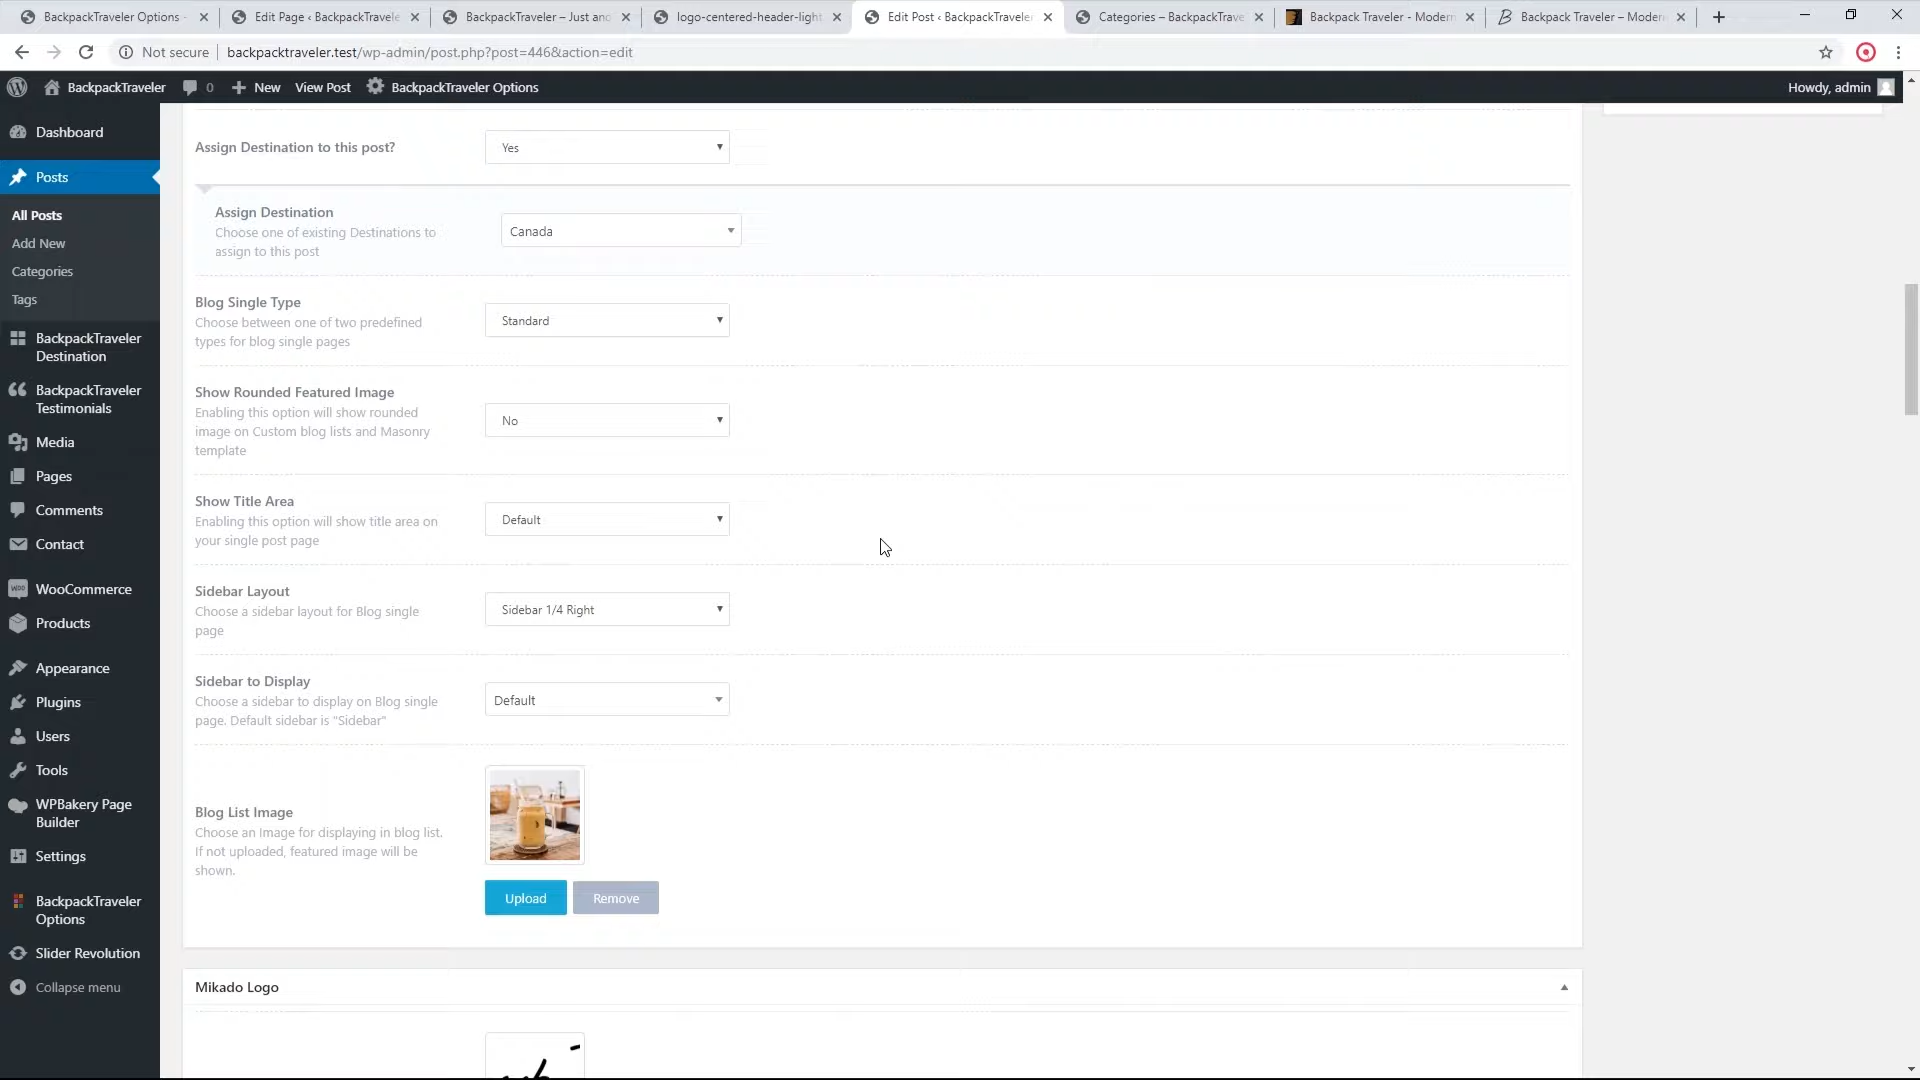 BackpackTraveler Options -
Edit Page ‹ BackpackTravele
BackpackTraveler – Just and
logo-centered-header-light
Edit Post ‹ BackpackTraveler
Categories – BackpackTrave
Backpack Traveler - Modern
Backpack Traveler – Modern
Not secure
backpacktraveler.test/wp-admin/post.php?post=446&action=edit
BackpackTraveler
0
New
View Post
BackpackTraveler Options
Howdy, admin
Dashboard
Posts
All Posts
Add New
Categories
Tags
BackpackTraveler
Destination
BackpackTraveler
Testimonials
Media
Pages
Comments
Contact
WooCommerce
Products
Appearance
Plugins
Users
Tools
WPBakery Page
Builder
Settings
BackpackTraveler
Options
Slider Revolution
Collapse menu
Assign Destination to this post?
Yes
Assign Destination
Choose one of existing Destinations to
assign to this post
Canada
Blog Single Type
Choose between one of two predefined
types for blog single pages
Standard
Show Rounded Featured Image
Enabling this option will show rounded
image on Custom blog lists and Masonry
template
No
Show Title Area
Enabling this option will show title area on
your single post page
Default
Sidebar Layout
Choose a sidebar layout for Blog single
page
Sidebar 1/4 Right
Sidebar to Display
Choose a sidebar to display on Blog single
page. Default sidebar is "Sidebar"
Default
Blog List Image
Choose an Image for displaying in blog list.
If not uploaded, featured image will be
shown.
Upload
Remove
Mikado Logo